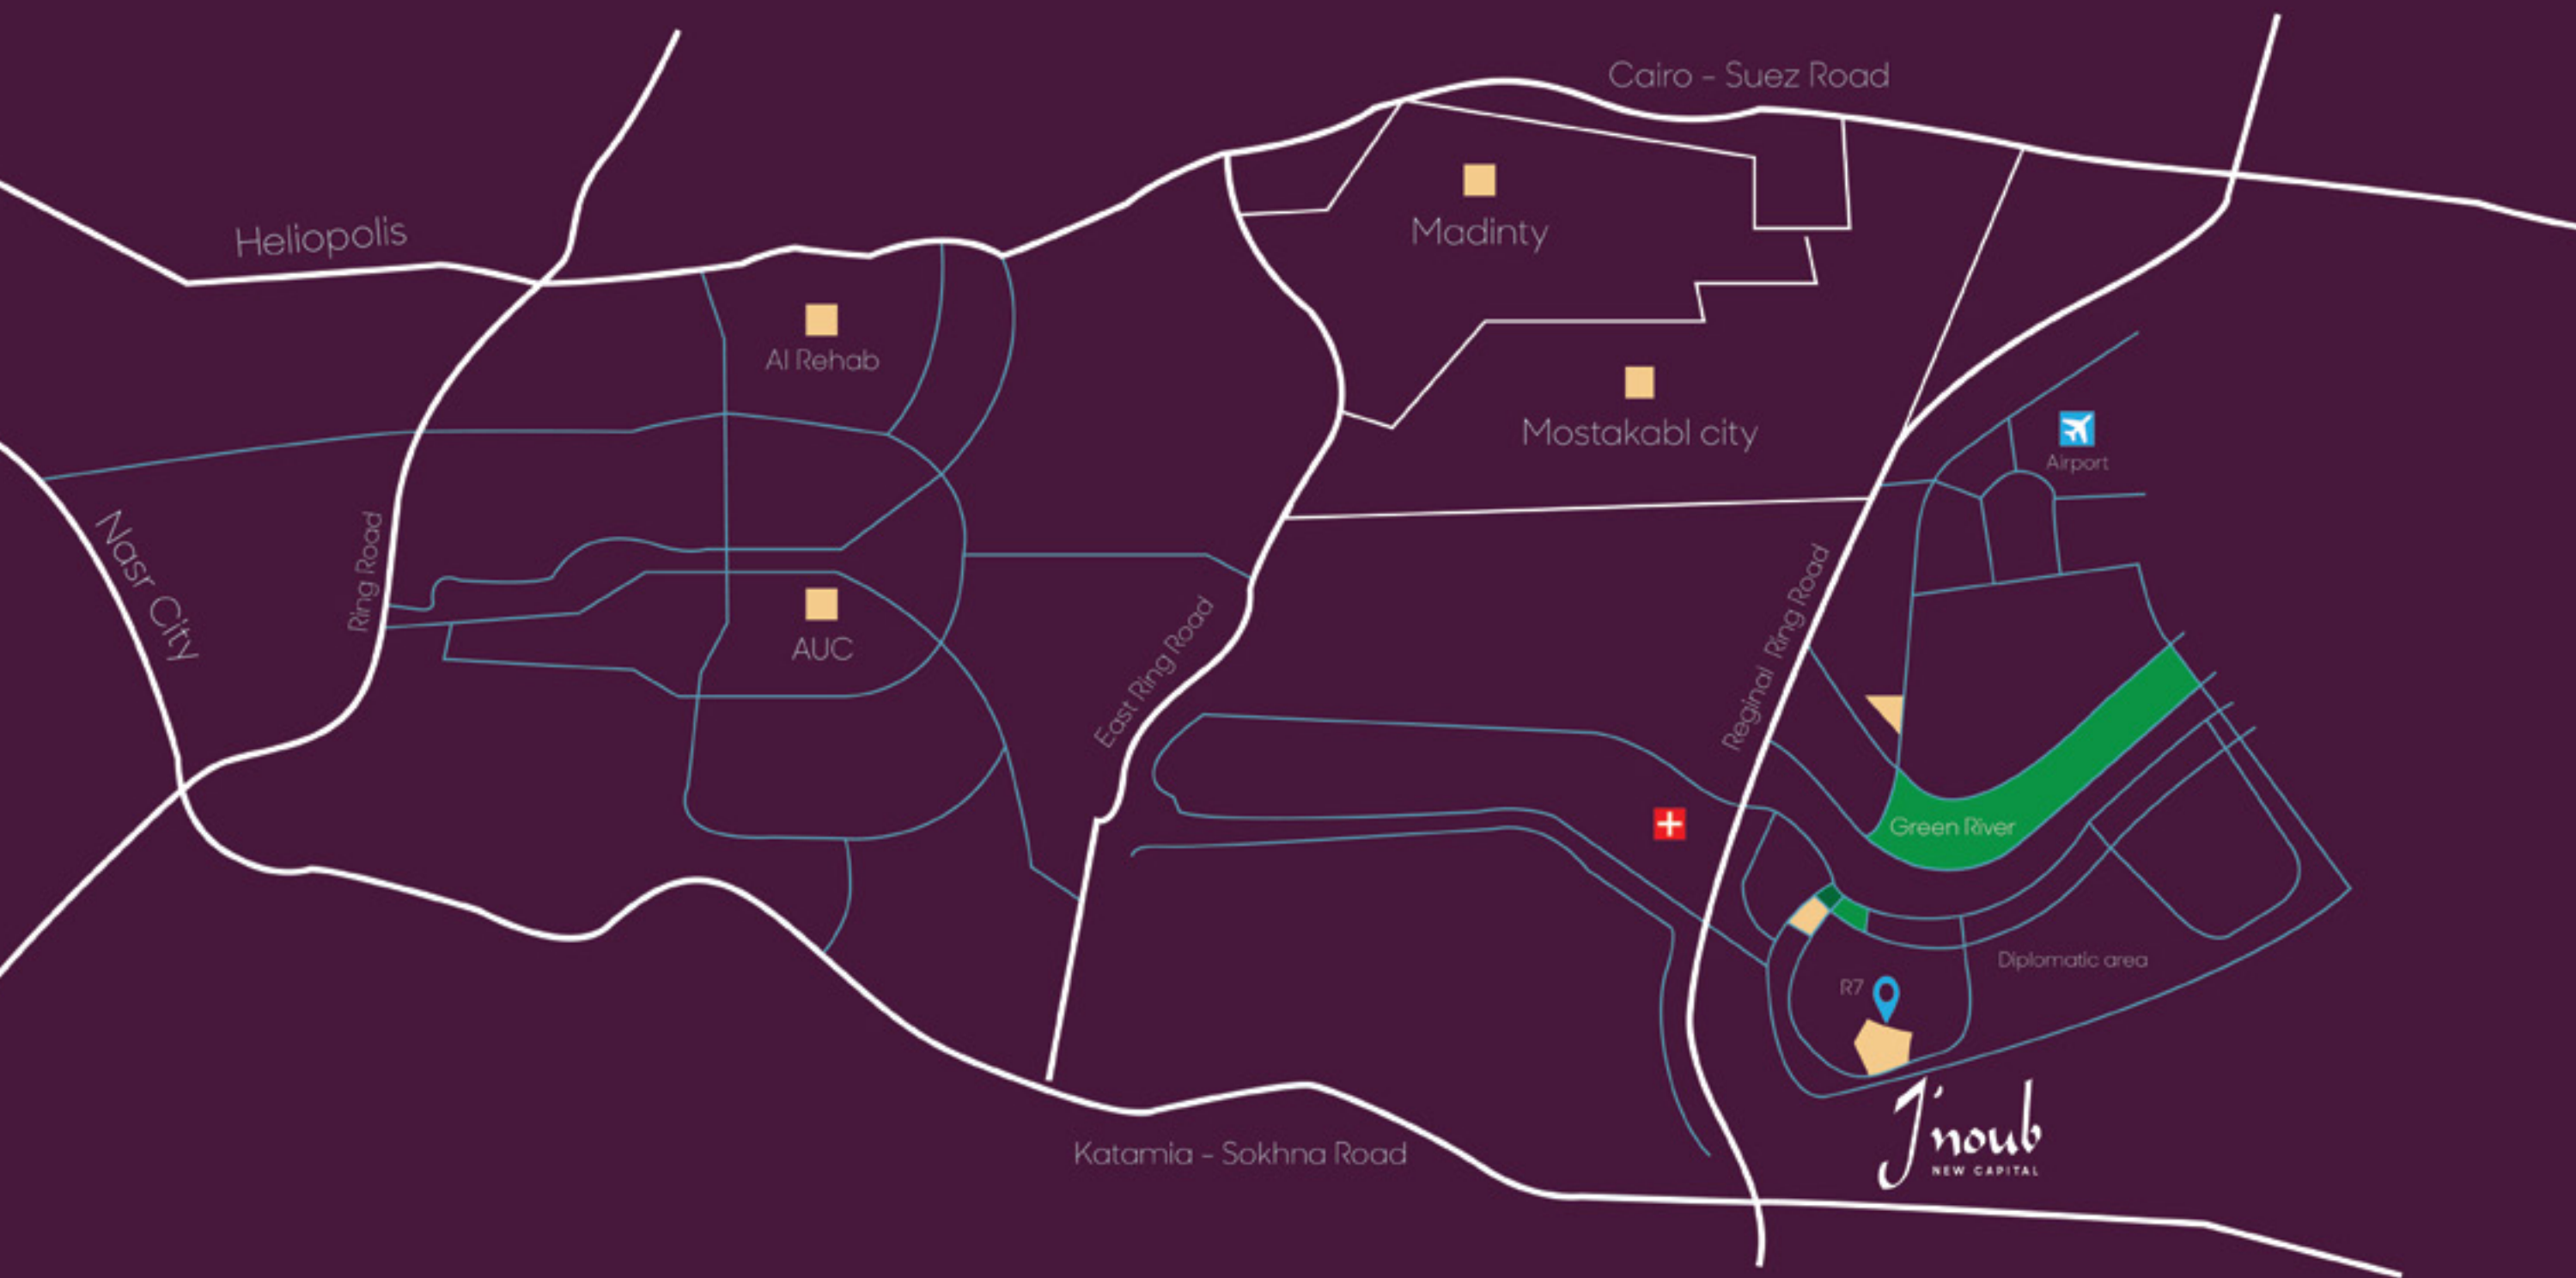 Cairo - Suez Road
Heliopolis
Madinty
Al Rehab
Mostakabl city
Airport
Nasr City
Ring Road
AUC
East Ring Road
Reginal Ring Road
Green River
Diplomatic area
R7
J'noub
NEW CAPITAL
Katamia - Sokhna Road